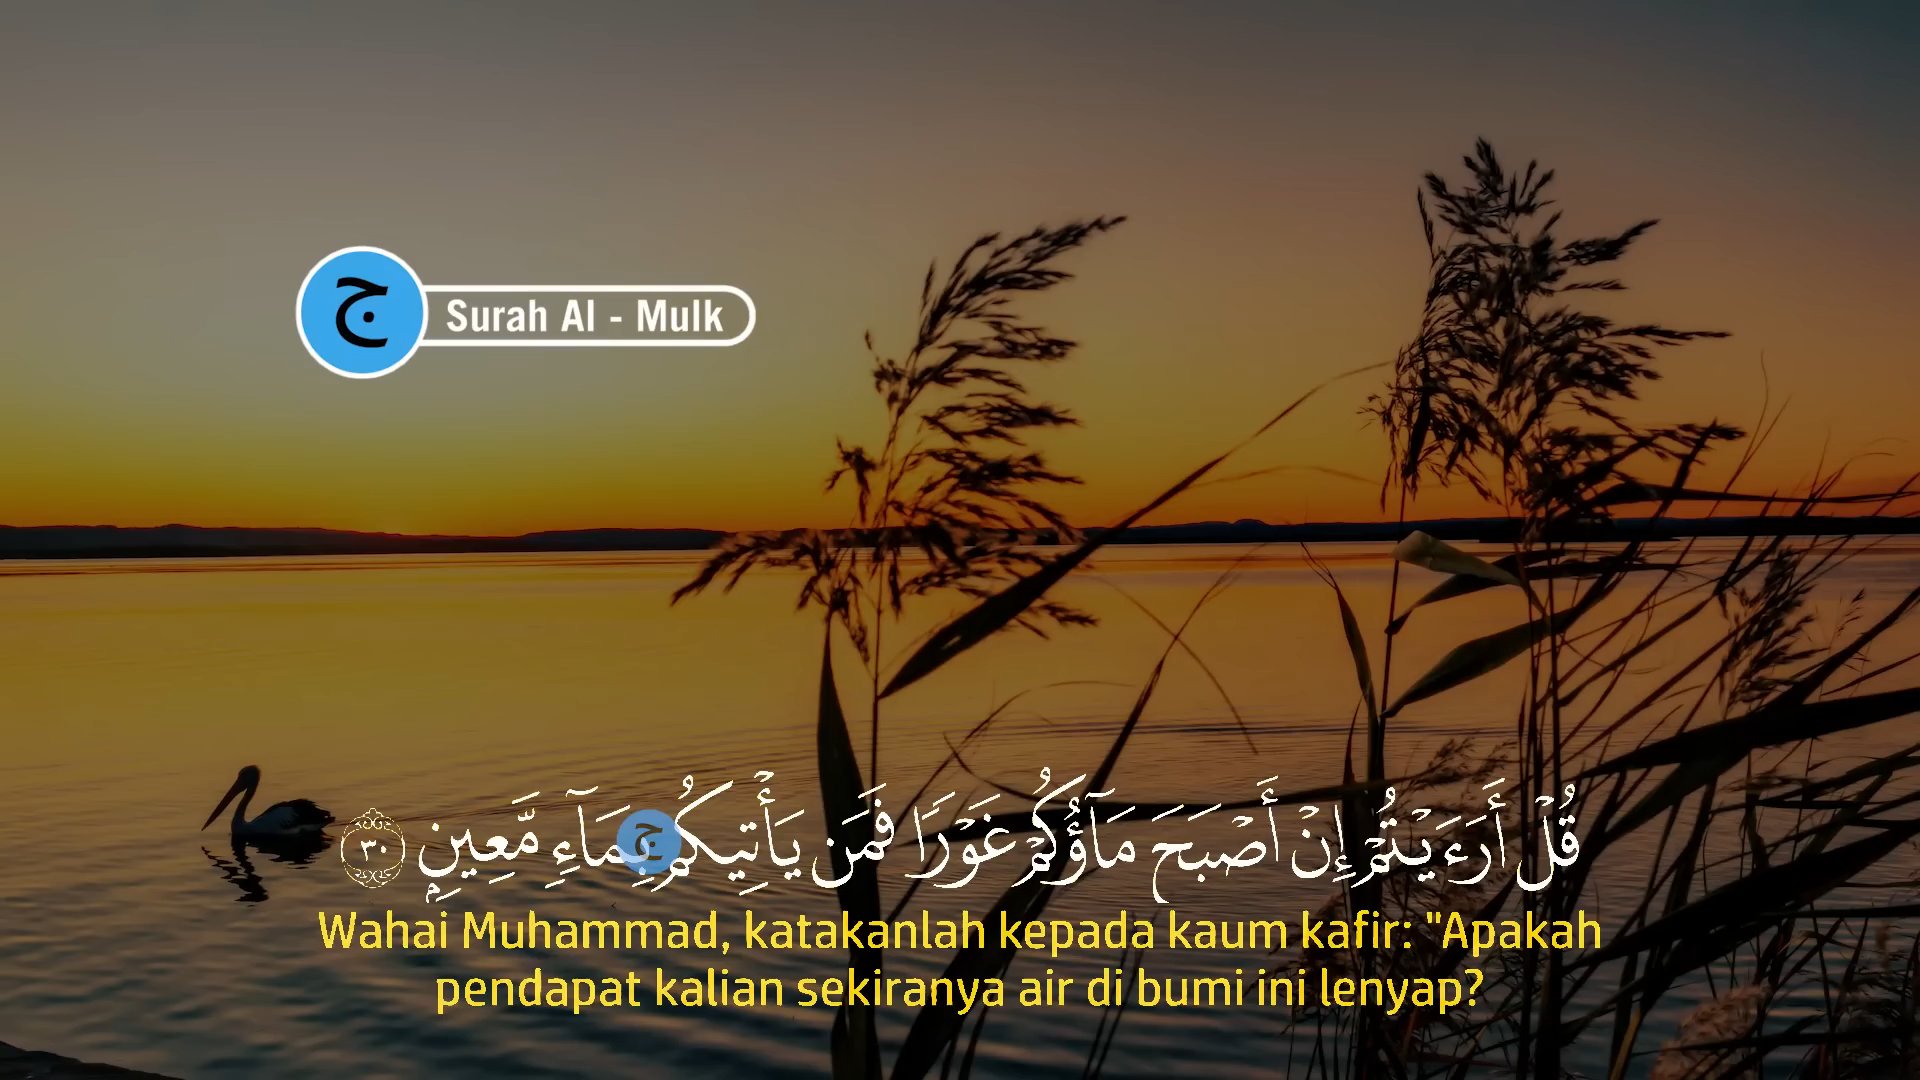 ج
Surah Al - Mulk
قُلْ أَرَءَيْتُمْ إِنْ أَصْبَحَ مَآؤُكُمْ غَوْرًا فَمَن يَأْتِيكُم بِمَآءٍ مَّعِينٍۭ ٣٠
ج
Wahai Muhammad, katakanlah kepada kaum kafir: "Apakah
pendapat kalian sekiranya air di bumi ini lenyap?